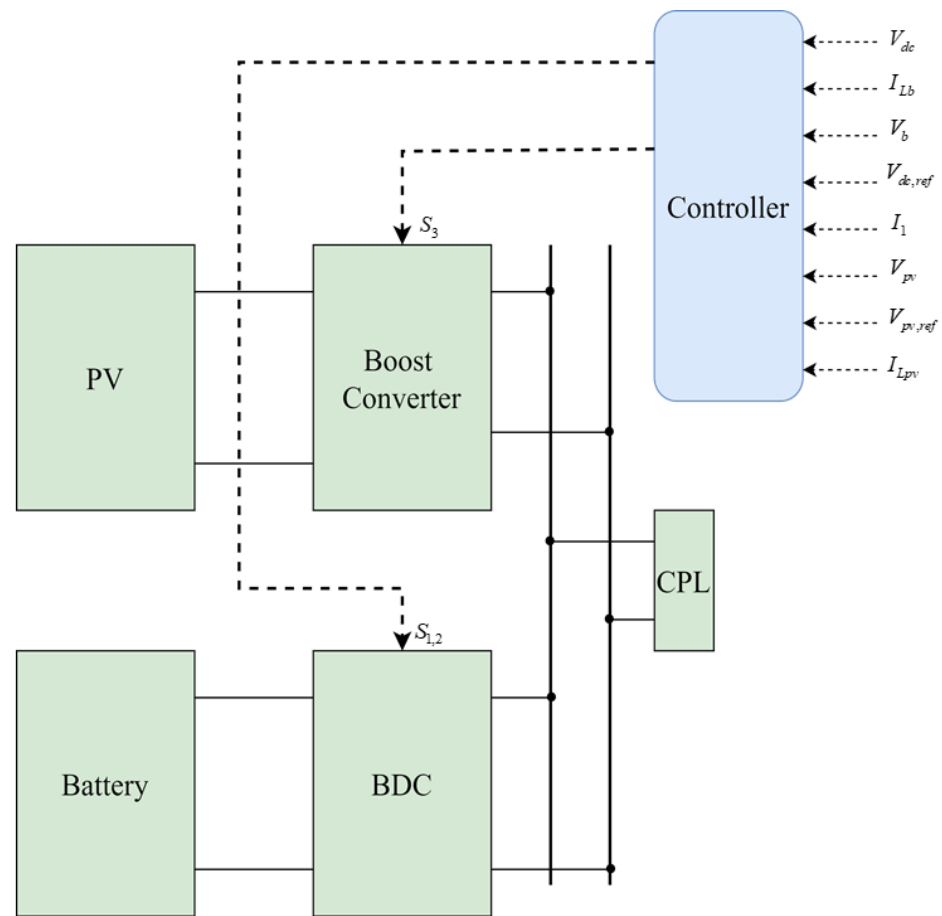 V_dc
I_Lb
V_b
V_dc,ref
I_1
V_pv
V_pv,ref
I_Lpv
Controller
S_3
PV
Boost
Converter
CPL
S_1,2
Battery
BDC